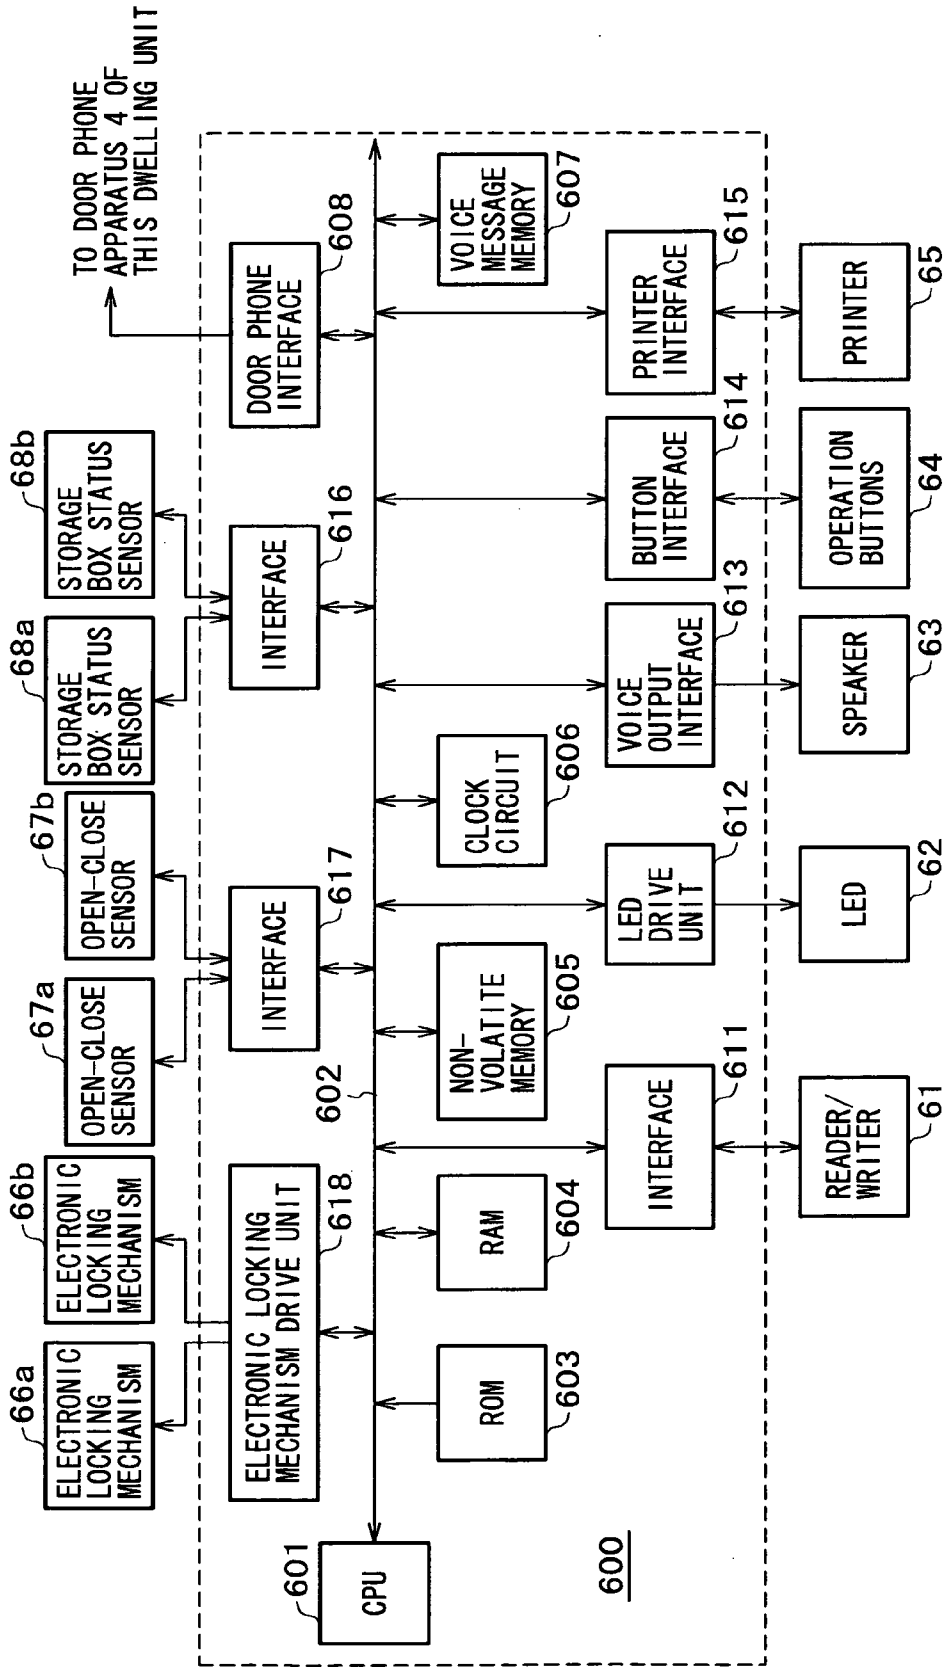 66a
ELECTRONIC
LOCKING
MECHANISM
66b
ELECTRONIC
LOCKING
MECHANISM
67a
OPEN-CLOSE
SENSOR
67b
OPEN-CLOSE
SENSOR
68a
STORAGE
BOX STATUS
SENSOR
68b
STORAGE
BOX STATUS
SENSOR
TO DOOR PHONE
APPARATUS 4 OF
THIS DWELLING UNIT
ELECTRONIC LOCKING
MECHANISM DRIVE UNIT
618
INTERFACE
617
INTERFACE
616
DOOR PHONE
INTERFACE
608
601
CPU
602
ROM
603
RAM
604
NON-
VOLATITE
MEMORY
605
CLOCK
CIRCUIT
606
VOICE
MESSAGE
MEMORY
607
600
INTERFACE
611
LED
DRIVE
UNIT
612
VOICE
OUTPUT
INTERFACE
613
BUTTON
INTERFACE
614
PRINTER
INTERFACE
615
READER/
WRITER
61
LED
62
SPEAKER
63
OPERATION
BUTTONS
64
PRINTER
65